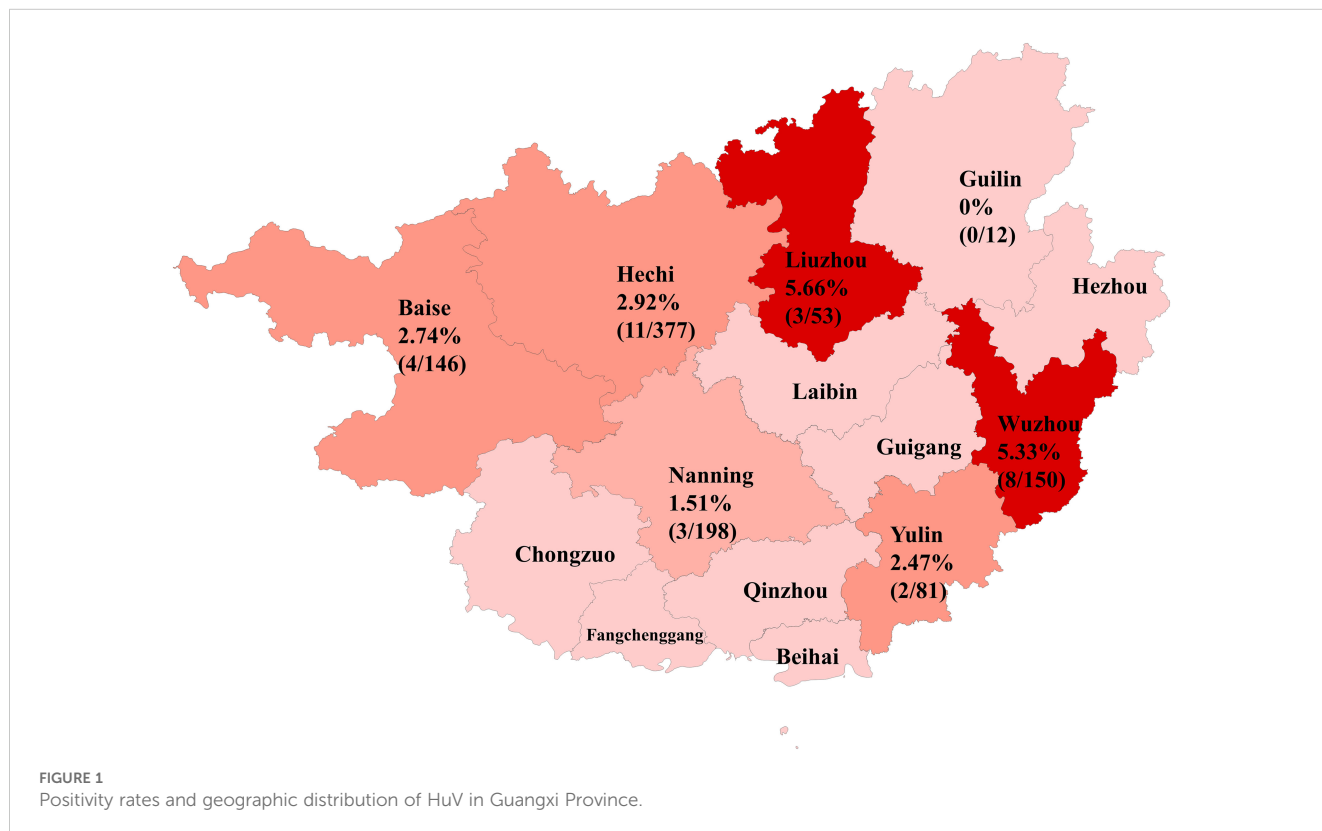 Guilin
0%
(0/12)
Liuzhou
5.66%
(3/53)
Hechi
2.92%
(11/377)
Hezhou
Baise
2.74%
(4/146)
Laibin
Wuzhou
5.33%
(8/150)
Guigang
Nanning
1.51%
(3/198)
Yulin
2.47%
(2/81)
Chongzuo
Qinzhou
Fangchenggang
Beihai
FIGURE 1
Positivity rates and geographic distribution of HuV in Guangxi Province.